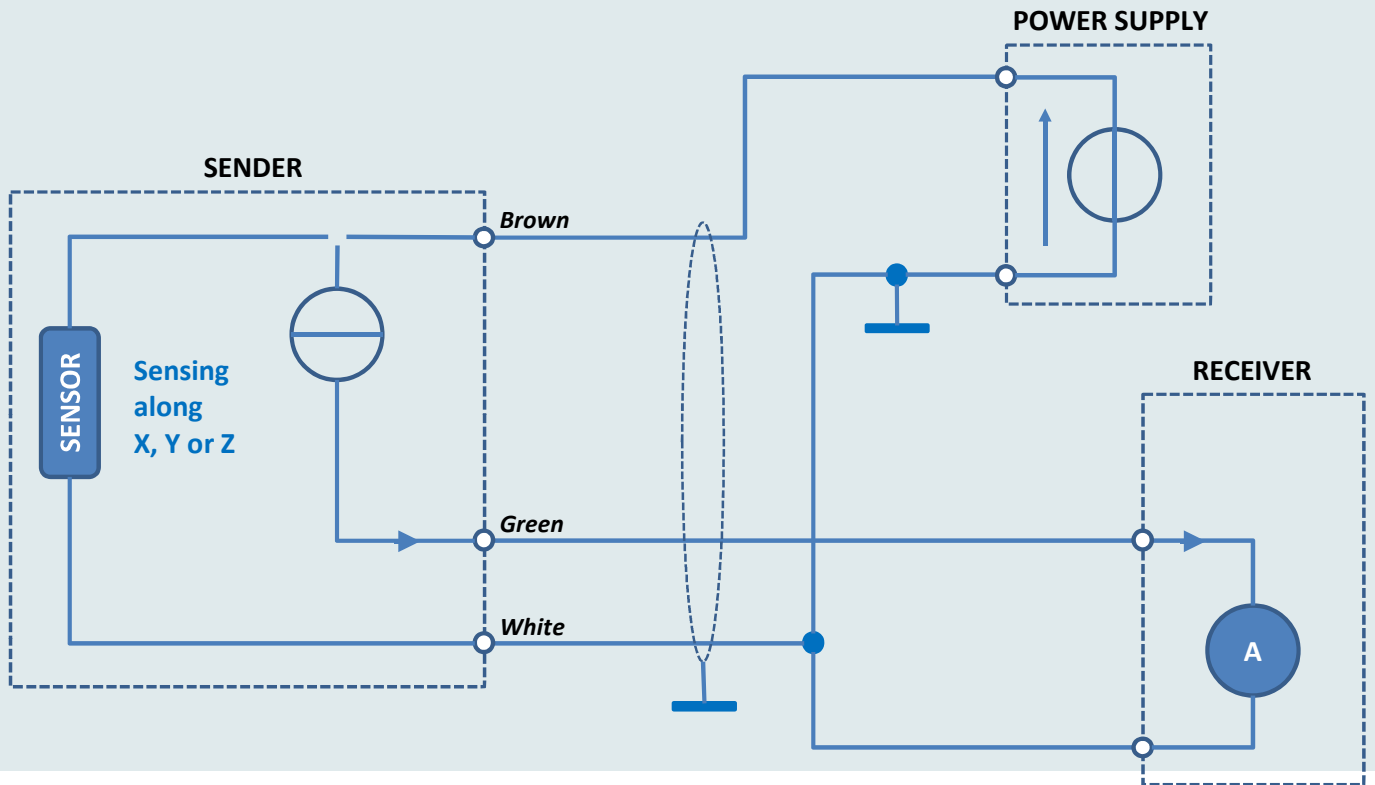 POWER SUPPLY
SENDER
Brown
SENSOR
Sensing
along
X, Y or Z
RECEIVER
Green
White
A